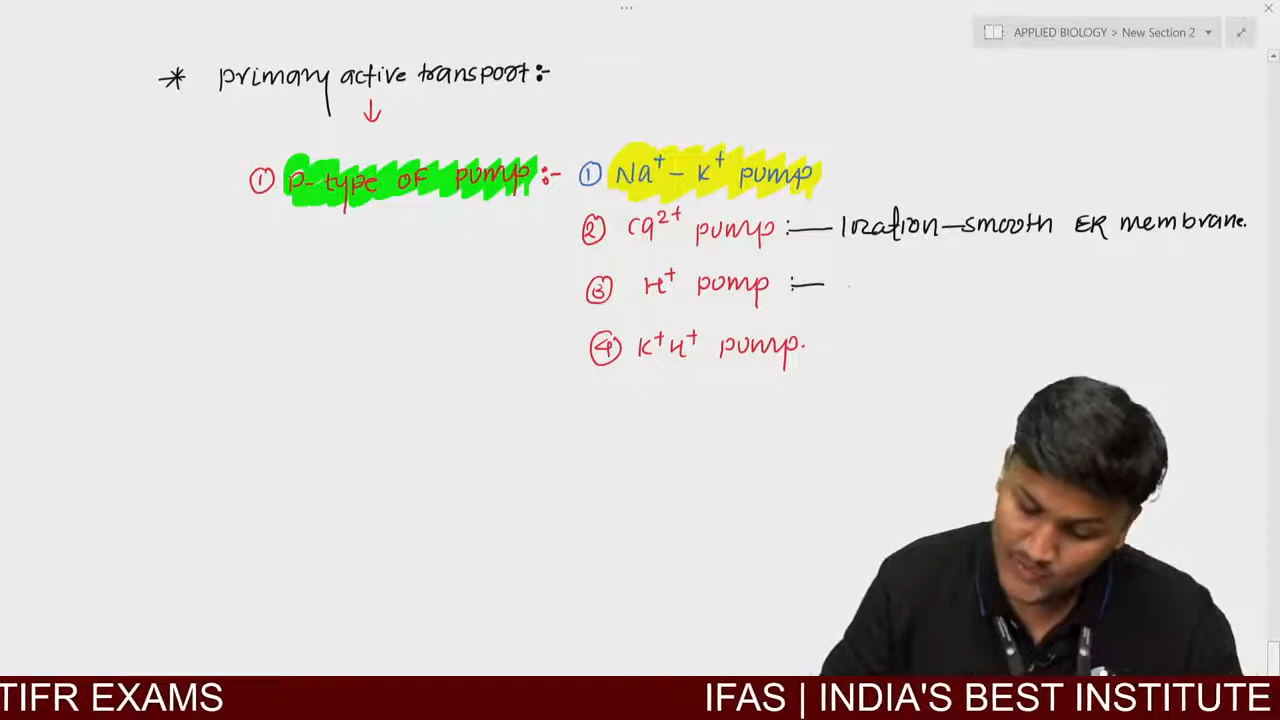 APPLIED BIOLOGY > New Section 2
* primary active transport :-
① P-type of pump :- ① Na⁺ - K⁺ pump
② Ca²⁺ pump :— location - smooth ER membrane.
③ H⁺ pump :—
④ K⁺H⁺ pump.
TIFR EXAMS IFAS | INDIA'S BEST INSTITUTE